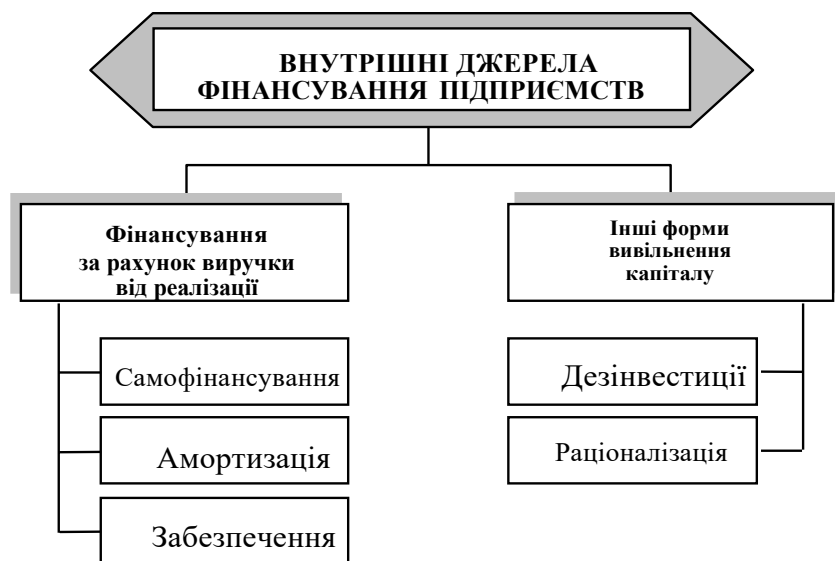 ВНУТРІШНІ ДЖЕРЕЛА
ФІНАНСУВАННЯ ПІДПРИЄМСТВ
Фінансування
за рахунок виручки
від реалізації
Самофінансування
Амортизація
Забезпечення
Інші форми
вивільнення
капіталу
Дезінвестиції
Раціоналізація